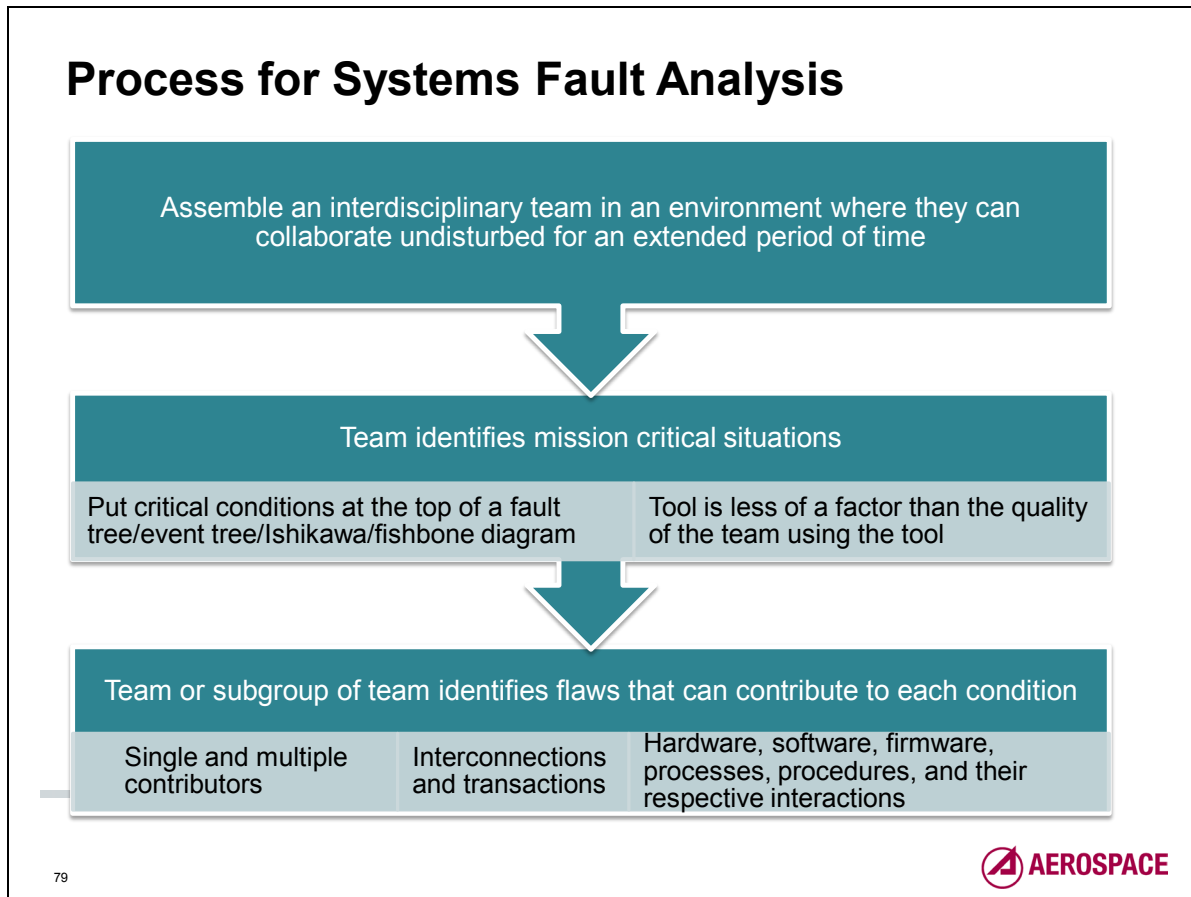 Process for Systems Fault Analysis
Assemble an interdisciplinary team in an environment where they can
collaborate undisturbed for an extended period of time
Team identifies mission critical situations
Put critical conditions at the top of a fault
tree/event tree/Ishikawa/fishbone diagram
Tool is less of a factor than the quality
of the team using the tool
Team or subgroup of team identifies flaws that can contribute to each condition
Single and multiple
contributors
Interconnections
and transactions
Hardware, software, firmware,
processes, procedures, and their
respective interactions
79
AEROSPACE